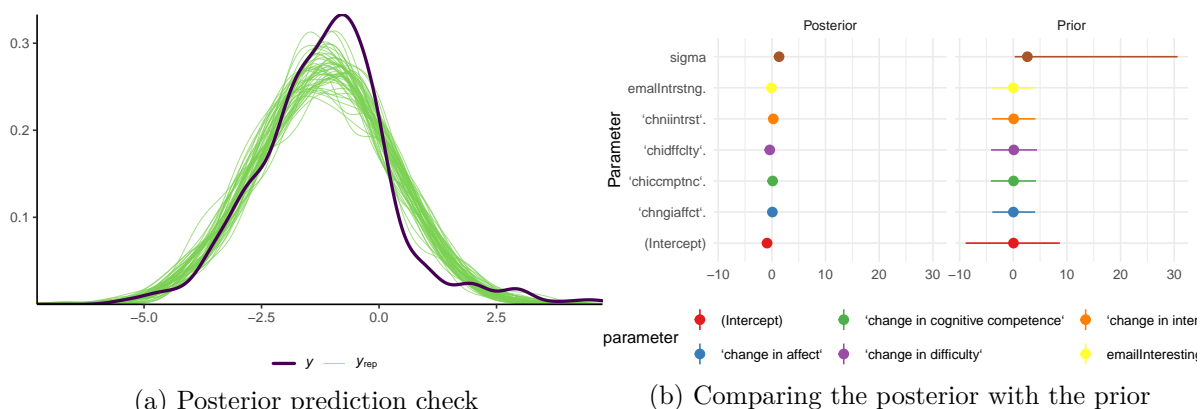 0.3
0.2
0.1
−5.0 −2.5 0.0 2.5
y yrep
(a) Posterior prediction check
Posterior Prior
Parameter
sigma
emalIntrstng.
‘chniintrst‘.
‘chidffclty‘.
‘chiccmptnc‘.
‘chngiaffct‘.
(Intercept)
−10 0 10 20 30 −10 0 10 20 30
parameter
(Intercept) ‘change in cognitive competence‘ ‘change in inter
‘change in affect‘ ‘change in difficulty‘ emailInteresting
(b) Comparing the posterior with the prior